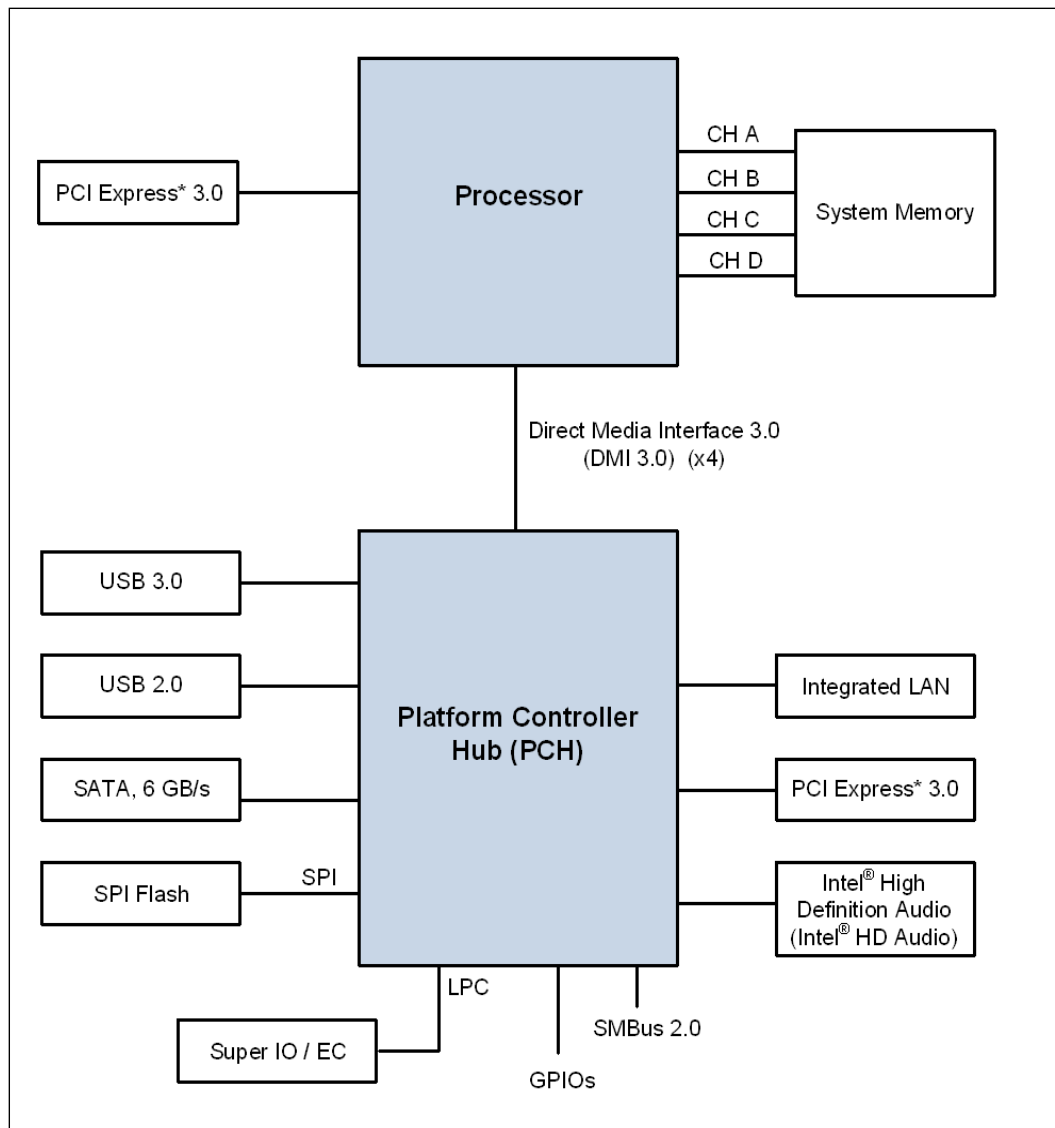 CH A
PCI Express* 3.0
Processor
CH B
System Memory
CH C
CH D
Direct Media Interface 3.0
(DMI 3.0) (x4)
USB 3.0
USB 2.0
Integrated LAN
Platform Controller
Hub (PCH)
SATA, 6 GB/s
PCI Express* 3.0
SPI Flash
SPI
Intel® High
Definition Audio
(Intel® HD Audio)
LPC
SMBus 2.0
Super IO / EC
GPIOs